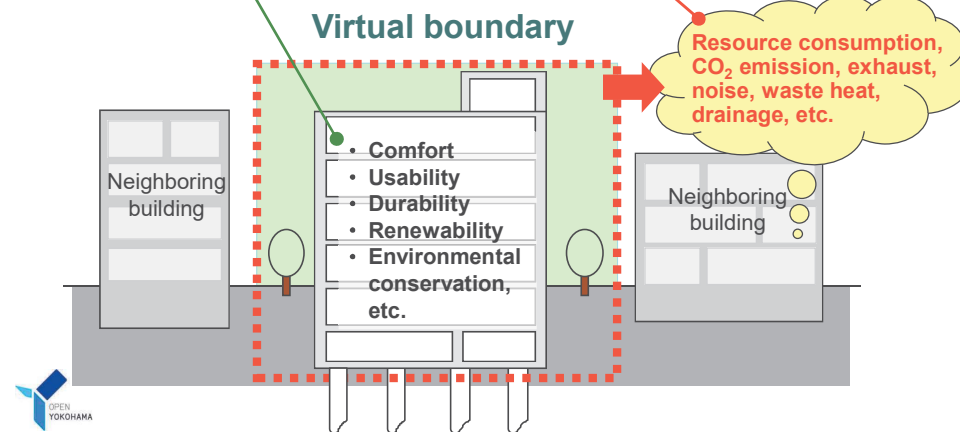 Virtual boundary
Resource consumption,
CO₂ emission, exhaust,
noise, waste heat,
drainage, etc.
Neighboring
building
• Comfort
• Usability
• Durability
• Renewability
• Environmental
conservation,
etc.
Neighboring
building
OPEN
YOKOHAMA